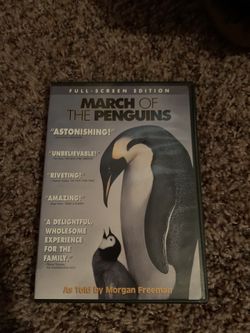 FULL-SCREEN EDITION
MARCH OF
THE PENGUINS
"ASTONISHING!"
"UNBELIEVABLE!"
"RIVETING!"
"AMAZING!"
"A DELIGHTFUL,
WHOLESOME
EXPERIENCE
FOR THE
FAMILY."
As Told by Morgan Freeman